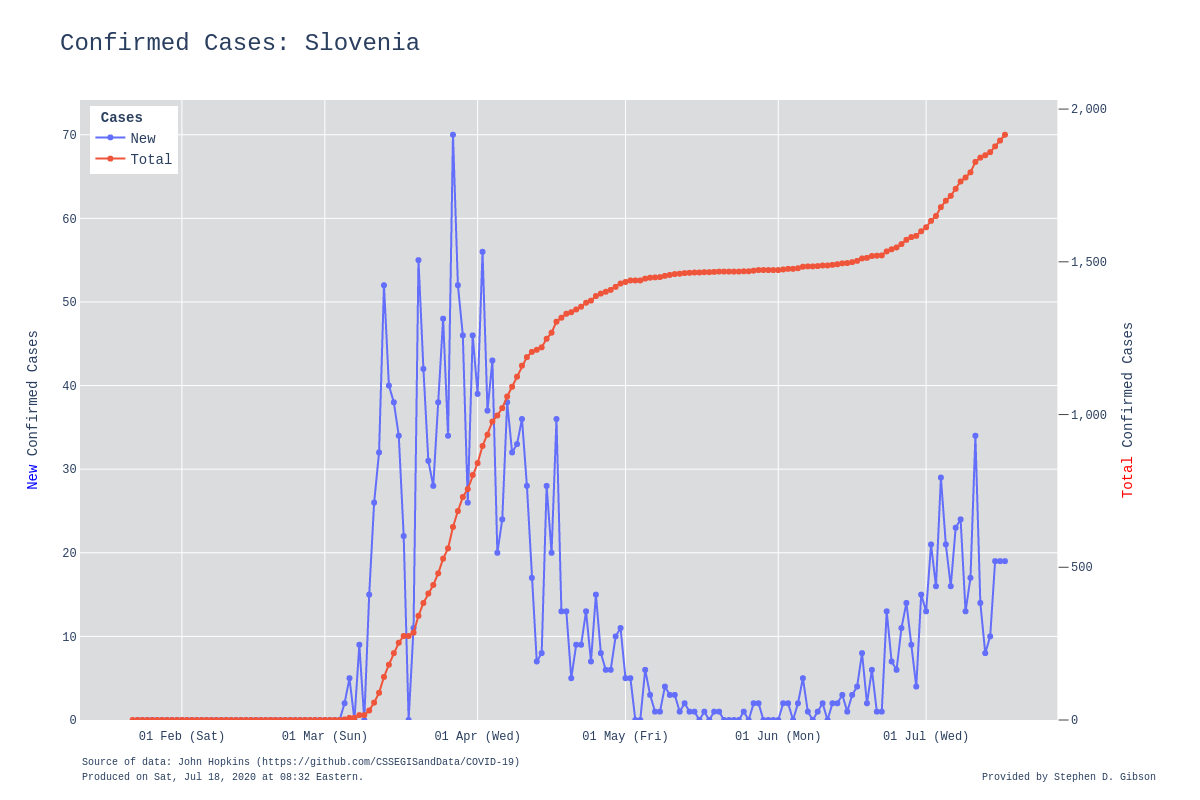 Confirmed Cases: Slovenia
Cases
New
Total
70
60
50
40
30
20
10
0
2,000
1,500
1,000
500
0
New Confirmed Cases
Total Confirmed Cases
01 Feb (Sat)
01 Mar (Sun)
01 Apr (Wed)
01 May (Fri)
01 Jun (Mon)
01 Jul (Wed)
Source of data: John Hopkins (https://github.com/CSSEGISandData/COVID-19)
Produced on Sat, Jul 18, 2020 at 08:32 Eastern.
Provided by Stephen D. Gibson